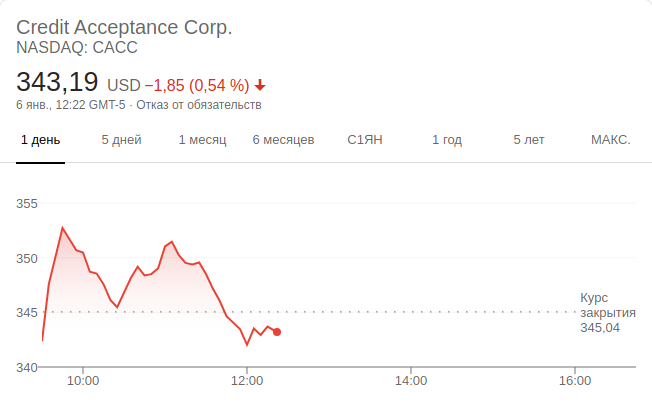 Credit Acceptance Corp.
NASDAQ: CACC
343,19 USD −1,85 (0,54 %)
6 янв., 12:22 GMT-5 · Отказ от обязательств
1 день 5 дней 1 месяц 6 месяцев С1ЯН 1 год 5 лет МАКС.
355
350
345
340
Курс
закрытия
345,04
10:00 12:00 14:00 16:00